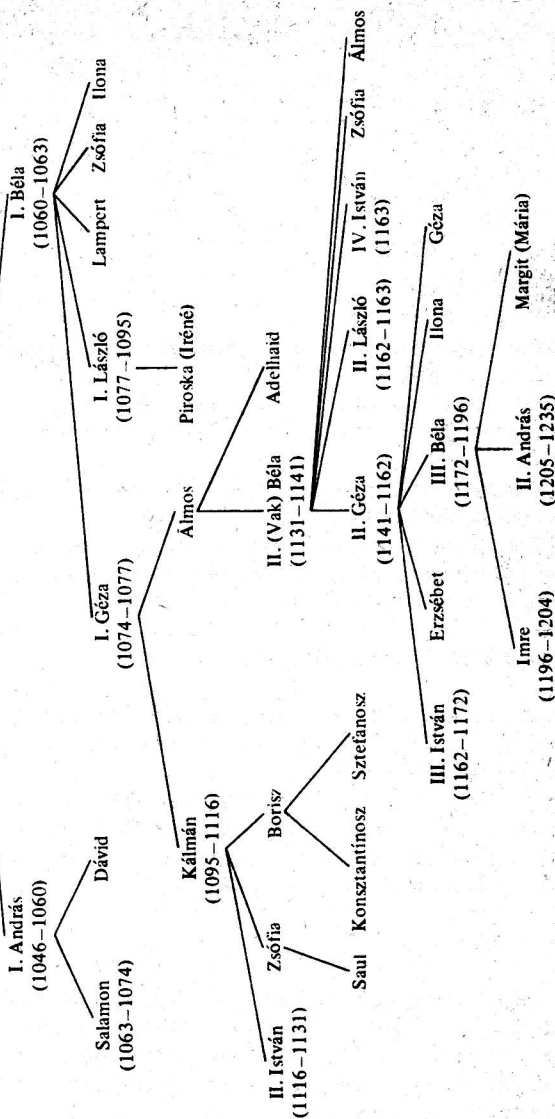 I. András
(1046–1060)
I. Béla
(1060–1063)
Salamon
(1063–1074)
Dávid
I. Géza
(1074–1077)
I. László
(1077–1095)
Lampert
Zsófia
Ilona
Kálmán
(1095–1116)
Álmos
Piroska (Iréné)
II. István
(1116–1131)
Zsófia
Borisz
II. (Vak) Béla
(1131–1141)
Adelhaid
Saul
Konsztantínosz
Sztefanosz
II. Géza
(1141–1162)
II. László
(1162–1163)
IV. István
(1163)
Zsófia
Álmos
III. István
(1162–1172)
Erzsébet
III. Béla
(1172–1196)
Ilona
Géza
Imre
(1196–1204)
II. András
(1205–1235)
Margit (Mária)